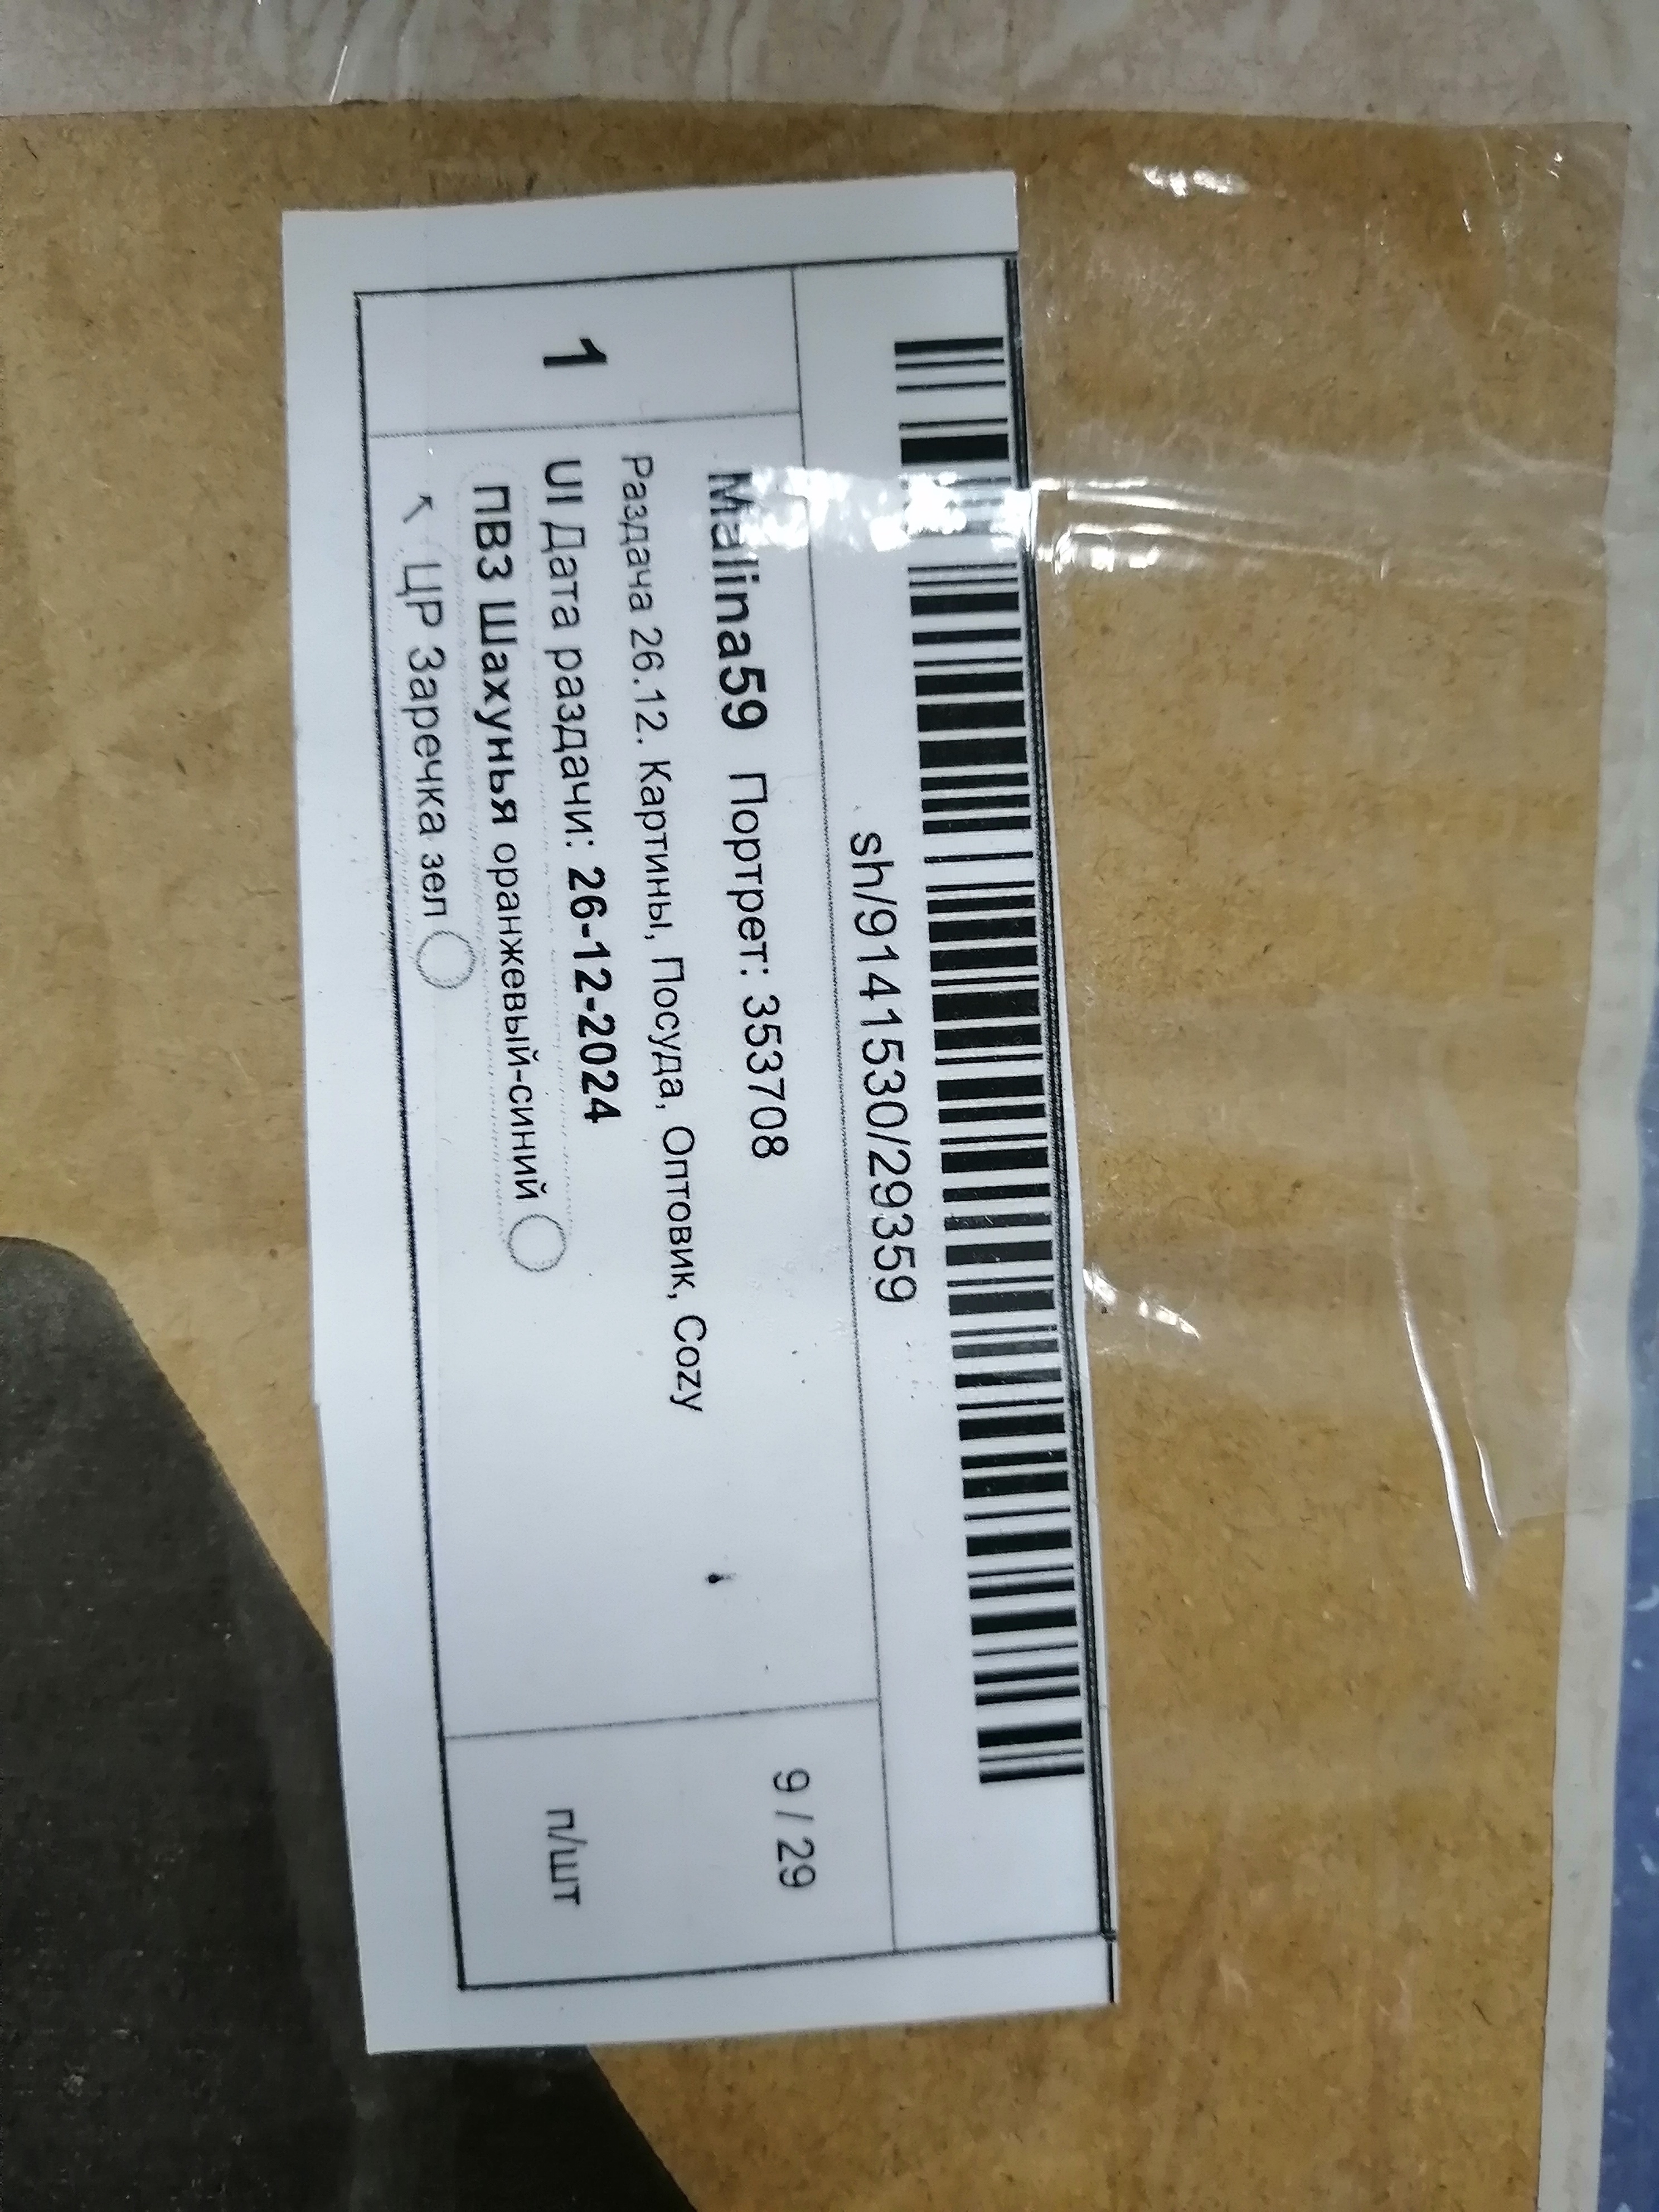 sh/9141530/29359
1
Malina59 Портрет: 353708
Раздача 26.12. Картины, Посуда, Оптовик, Cozy
UI Дата раздачи: 26-12-2024
ПВЗ Шахунья оранжевый-синий
↖ ЦР Заречка зел
9 / 29
п/шт